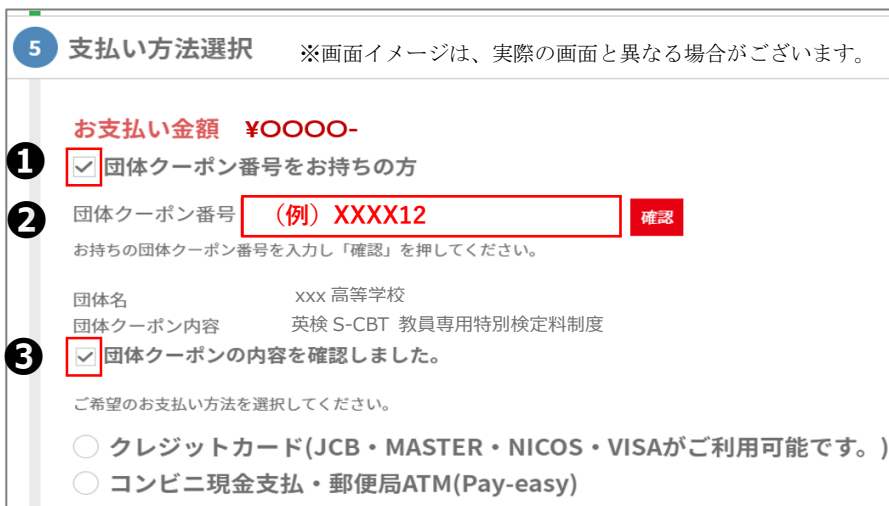 5 支払い方法選択 ※画面イメージは、実際の画面と異なる場合がございます。
お支払い金額 ¥〇〇〇〇-
❶ 団体クーポン番号をお持ちの方
❷ 団体クーポン番号 (例) XXXX12 確認
お持ちの団体クーポン番号を入力し「確認」を押してください。
団体名 xxx 高等学校
団体クーポン内容 英検 S-CBT 教員専用特別検定料制度
❸ 団体クーポンの内容を確認しました。
ご希望のお支払い方法を選択してください。
クレジットカード(JCB・MASTER・NICOS・VISAがご利用可能です。)
コンビニ現金支払・郵便局ATM(Pay-easy)